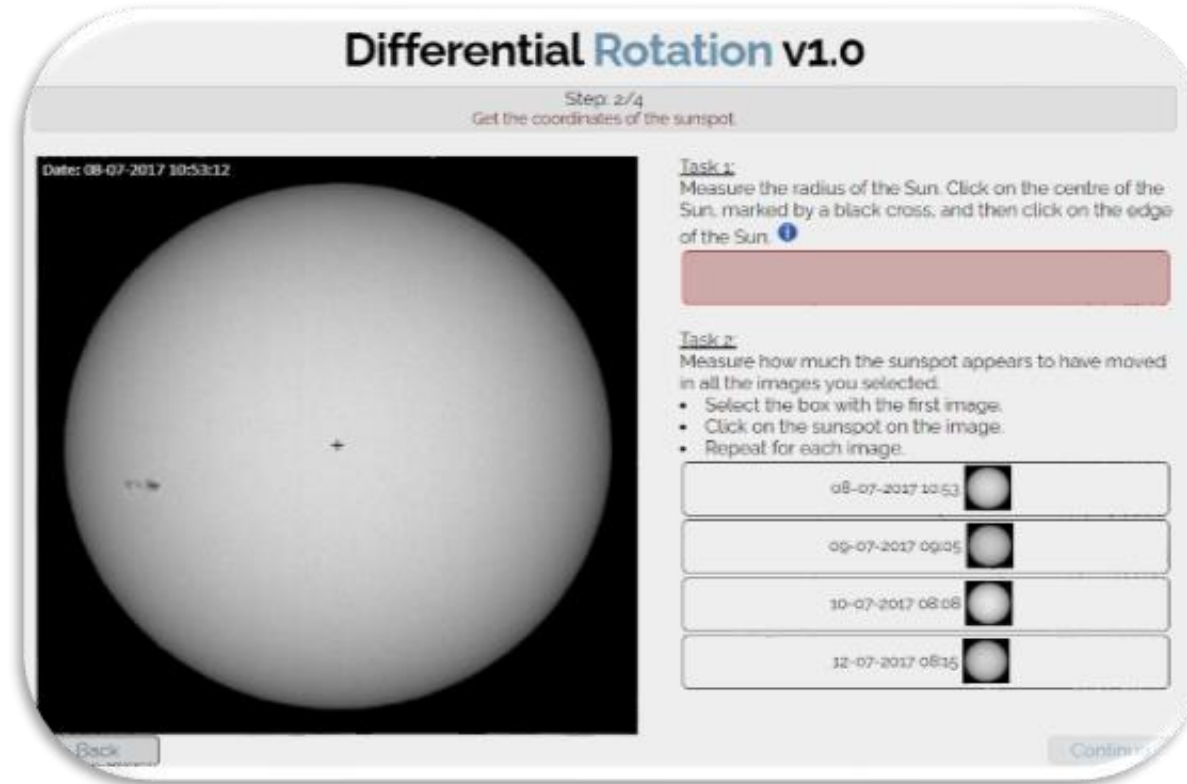 Differential Rotation v1.0
Step: 2/4
Get the coordinates of the sunspot
Date: 08-07-2017 10:53:12
Task 1:
Measure the radius of the Sun. Click on the centre of the
Sun, marked by a black cross, and then click on the edge
of the Sun.
Task 2:
Measure how much the sunspot appears to have moved
in all the images you selected.
• Select the box with the first image.
• Click on the sunspot on the image.
• Repeat for each image.
08-07-2017 10:53
09-07-2017 09:05
10-07-2017 08:08
12-07-2017 08:15
Back